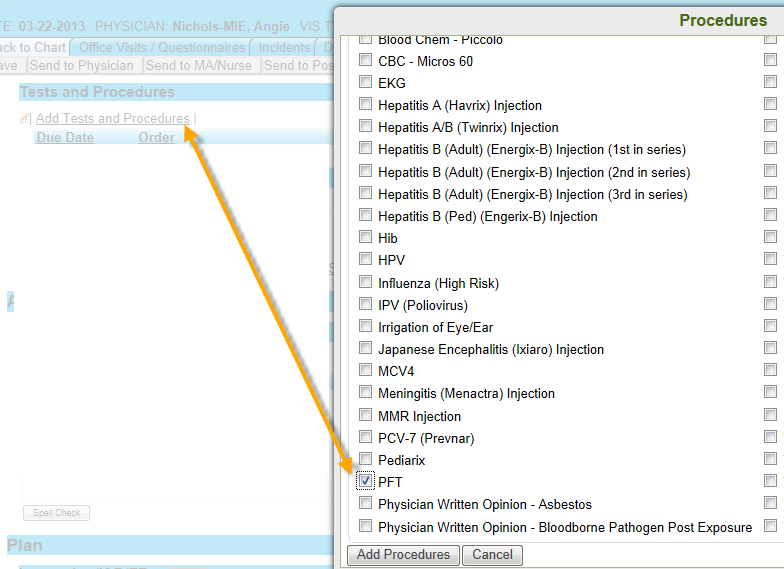 TE: 03-22-2013 PHYSICIAN: Nichols-MIE, Angie VIS.T
ack to Chart Office Visits / Questionnaires Incidents D
ave Send to Physician Send to MA/Nurse Send to Pos
Tests and Procedures
Add Tests and Procedures
Due Date Order
Spell Check
Plan
Procedures
Blood Chem - Piccolo
CBC - Micros 60
EKG
Hepatitis A (Havrix) Injection
Hepatitis A/B (Twinrix) Injection
Hepatitis B (Adult) (Energix-B) Injection (1st in series)
Hepatitis B (Adult) (Energix-B) Injection (2nd in series)
Hepatitis B (Adult) (Energix-B) Injection (3rd in series)
Hepatitis B (Ped) (Engerix-B) Injection
Hib
HPV
Influenza (High Risk)
IPV (Poliovirus)
Irrigation of Eye/Ear
Japanese Encephalitis (Ixiaro) Injection
MCV4
Meningitis (Menactra) Injection
MMR Injection
PCV-7 (Prevnar)
Pediarix
PFT
Physician Written Opinion - Asbestos
Physician Written Opinion - Bloodborne Pathogen Post Exposure
Add Procedures Cancel